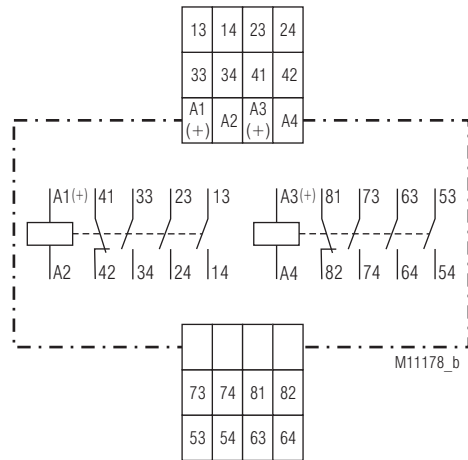 13 14 23 24
33 34 41 42
A1 (+) A2 A3 (+) A4
A1(+) 41 33 23 13 A3(+) 81 73 63 53
A2 42 34 24 14 A4 82 74 64 54
M11178_b
73 74 81 82
53 54 63 64